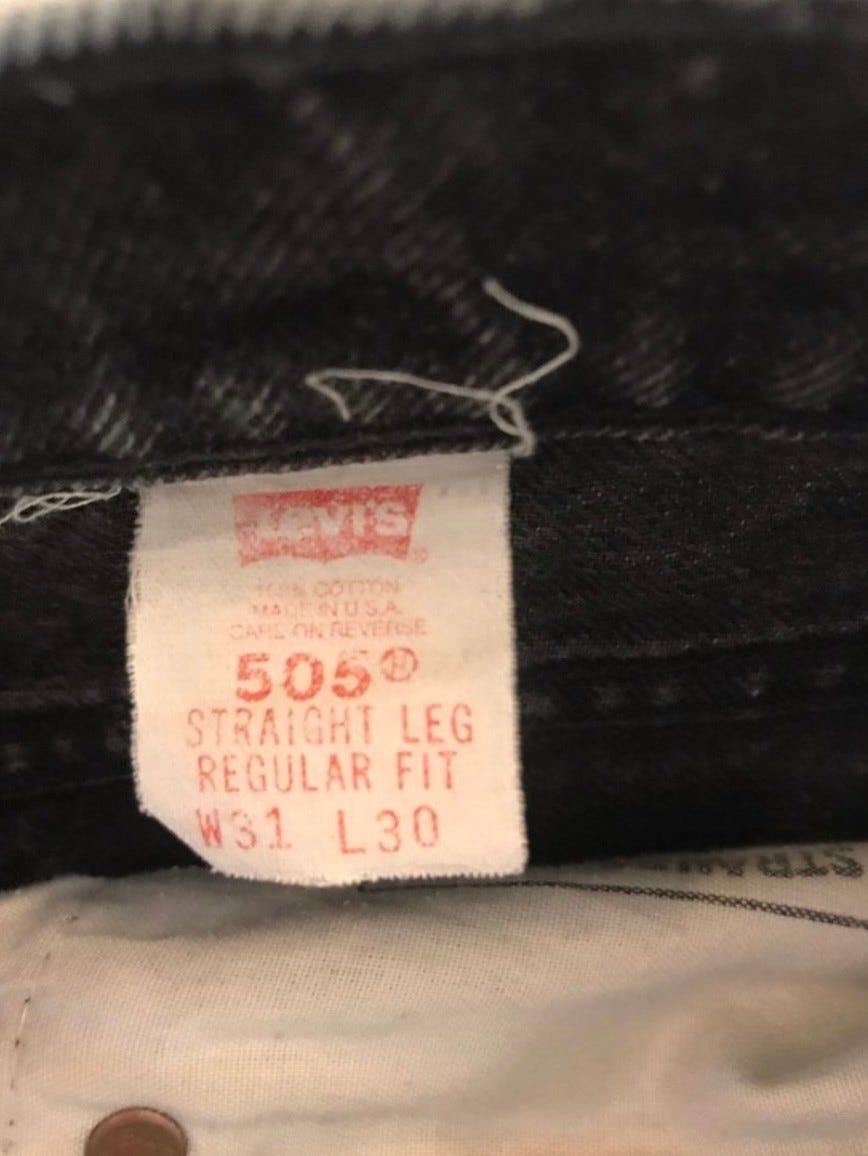 Levi's®
100% COTTON
MADE IN U.S.A.
CARE ON REVERSE
505®
STRAIGHT LEG
REGULAR FIT
W31 L30